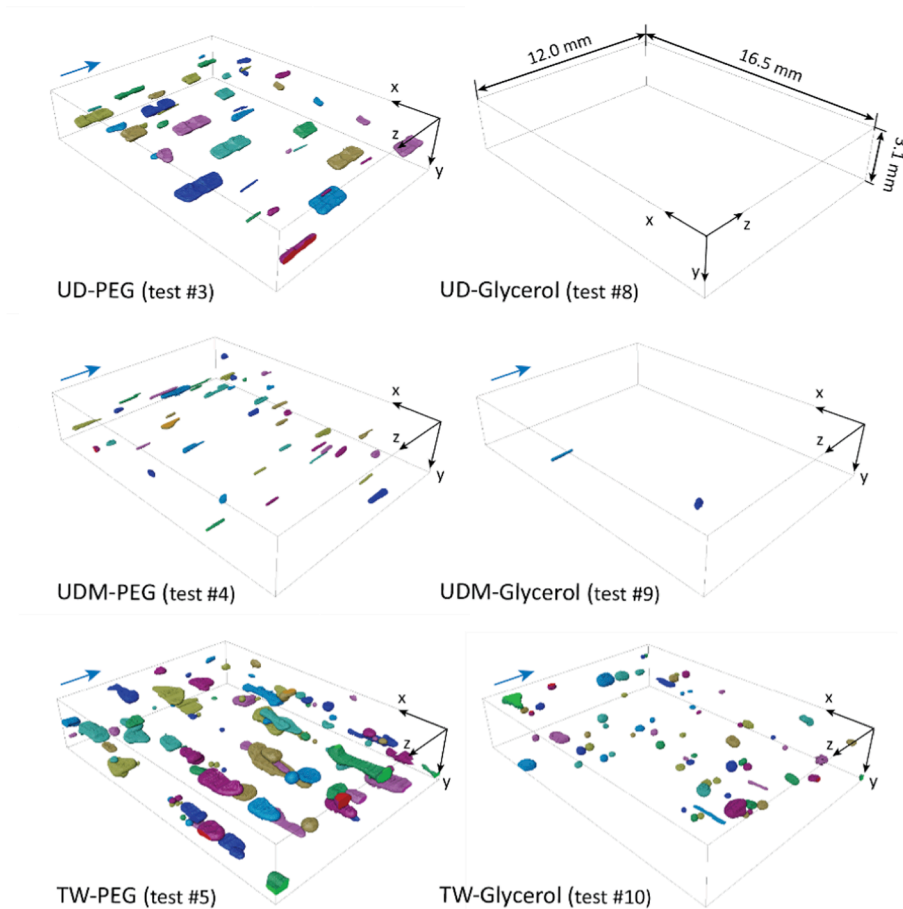 12.0 mm
16.5 mm
3.1 mm
x
z
y
x
z
y
UD-PEG (test #3)
UD-Glycerol (test #8)
x
z
y
x
z
y
UDM-PEG (test #4)
UDM-Glycerol (test #9)
x
z
y
x
z
y
TW-PEG (test #5)
TW-Glycerol (test #10)